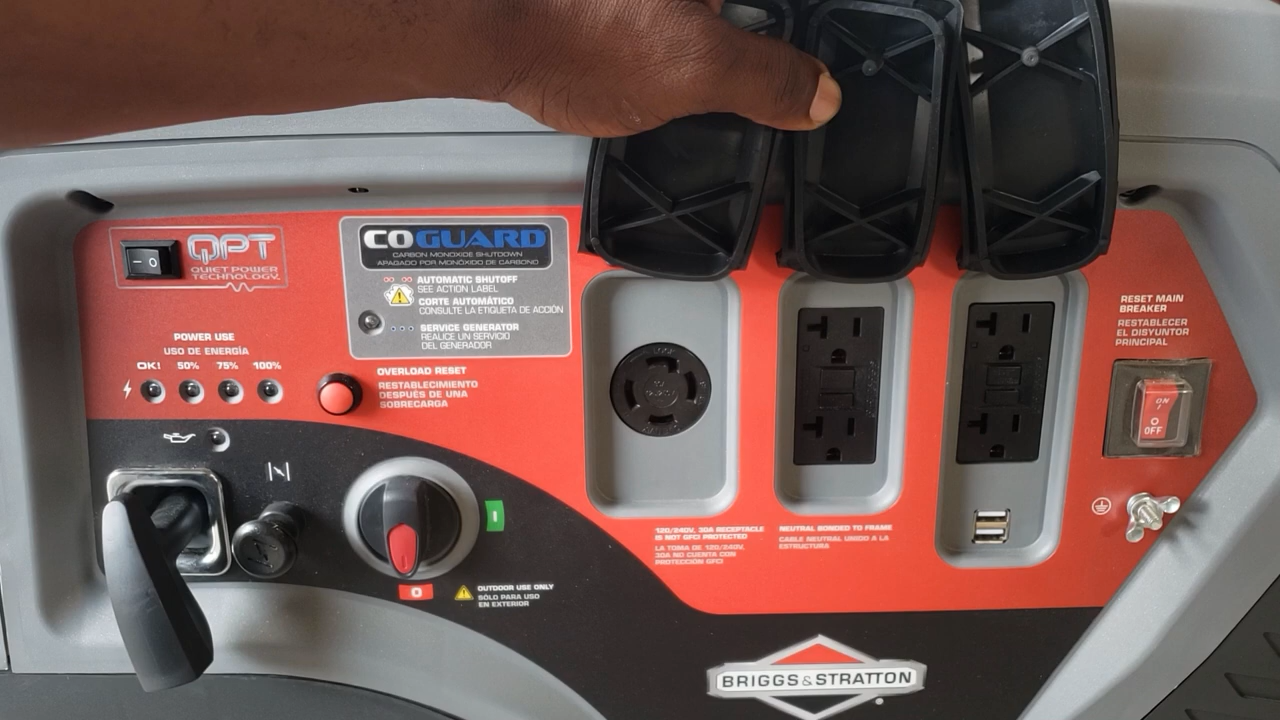 QPT
QUIET POWER
TECHNOLOGY.
COGUARD
CARBON MONOXIDE SHUTDOWN
APAGADO POR MONÓXIDO DE CARBONO
AUTOMATIC SHUTOFF
SEE ACTION LABEL
CORTE AUTOMÁTICO
CONSULTE LA ETIQUETA DE ACCIÓN
SERVICE GENERATOR
REALICE UN SERVICIO
DEL GENERADOR
POWER USE
USO DE ENERGÍA
OK! 50% 75% 100%
OVERLOAD RESET
RESTABLECIMIENTO
DESPUÉS DE UNA
SOBRECARGA
RESET MAIN
BREAKER
RESTABLECER
EL DISYUNTOR
PRINCIPAL
ON
OFF
120/240V, 30A RECEPTACLE
IS NOT GFCI PROTECTED
LA TOMA DE 120/240V,
30A NO CUENTA CON
PROTECCIÓN GFCI
NEUTRAL BONDED TO FRAME
CABLE NEUTRAL UNIDO A LA
ESTRUCTURA
OUTDOOR USE ONLY
SÓLO PARA USO
EN EXTERIOR
BRIGGS & STRATTON